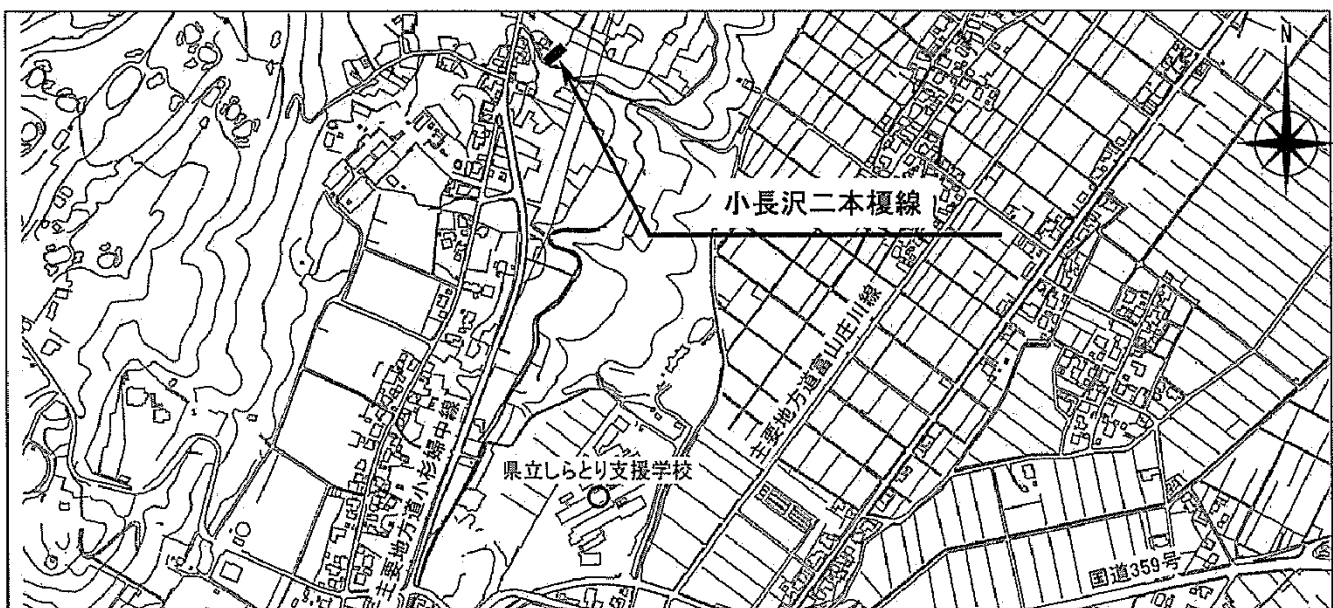 N
小長沢二本榎線
主要地方道富山庄川線
県立しらとり支援学校
主要地方道小杉婦中線
国道359号